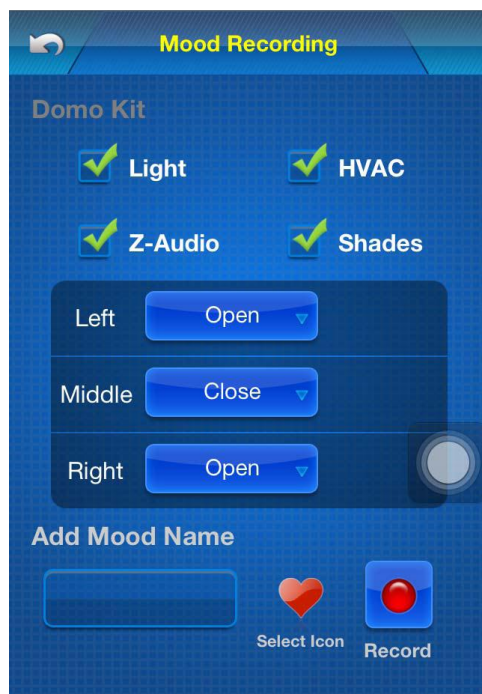 Mood Recording
Domo Kit
Light HVAC
Z-Audio Shades
Left Open
Middle Close
Right Open
Add Mood Name
Select Icon
Record